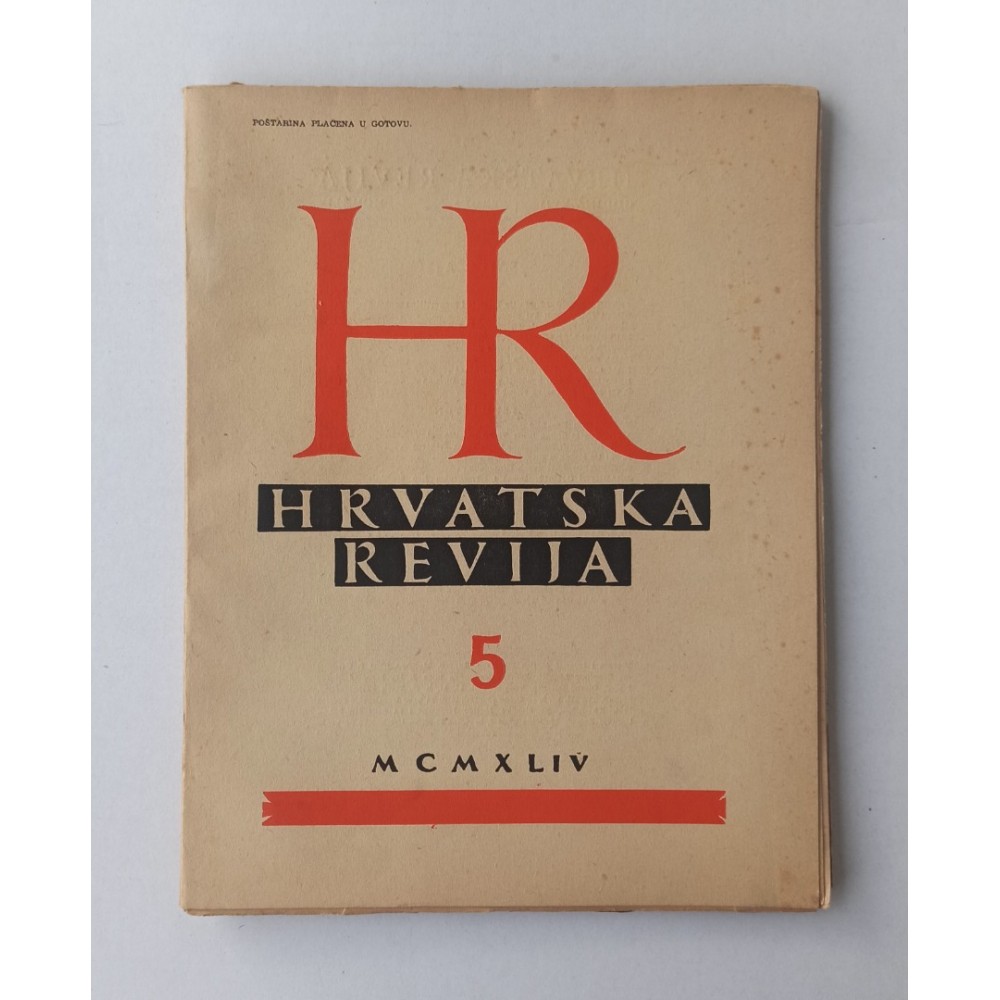 POŠTARINA PLAĆENA U GOTOVU.
HR
HRVATSKA
REVIJA
5
MCMXLIV